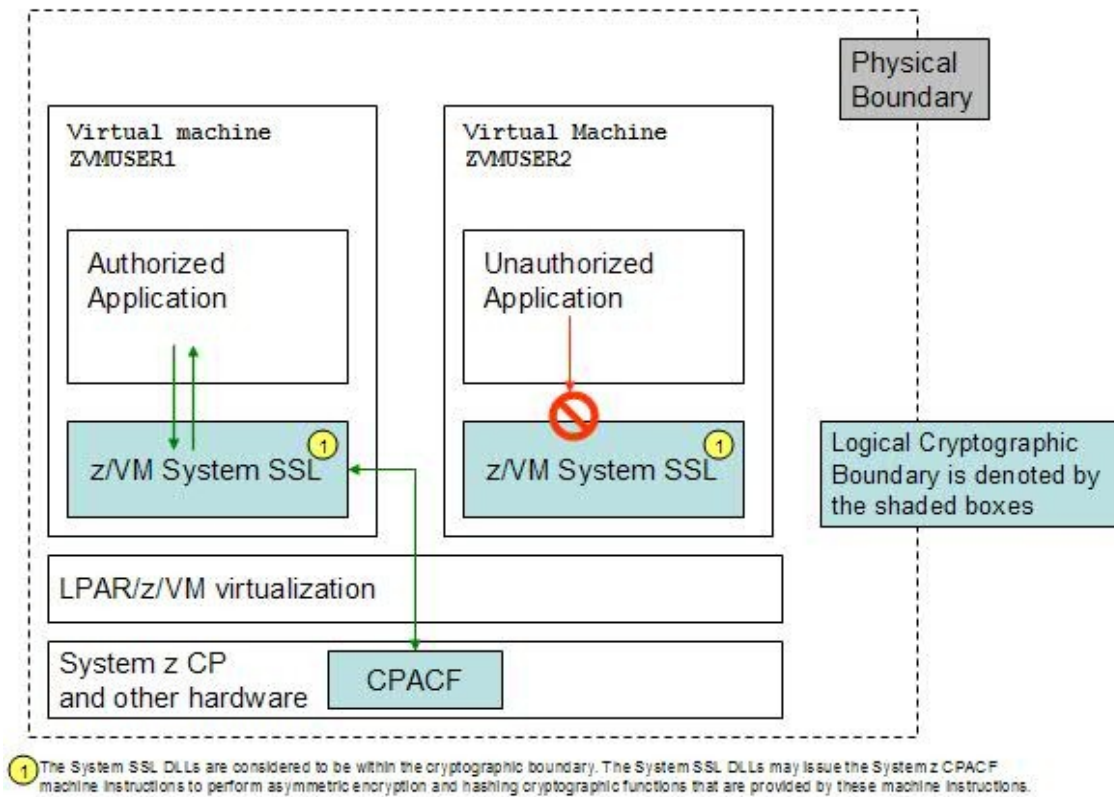 Physical
Boundary
Virtual machine
ZVMUSER1
Virtual Machine
ZVMUSER2
Authorized
Application
Unauthorized
Application
z/VM System SSL
1
z/VM System SSL
1
Logical Cryptographic
Boundary is denoted by
the shaded boxes
LPAR/z/VM virtualization
System z CP
and other hardware
CPACF
1 The System SSL DLLs are considered to be within the cryptographic boundary. The System SSL DLLs may issue the System z CPACF
machine instructions to perform asymmetric encryption and hashing cryptographic functions that are provided by these machine instructions.